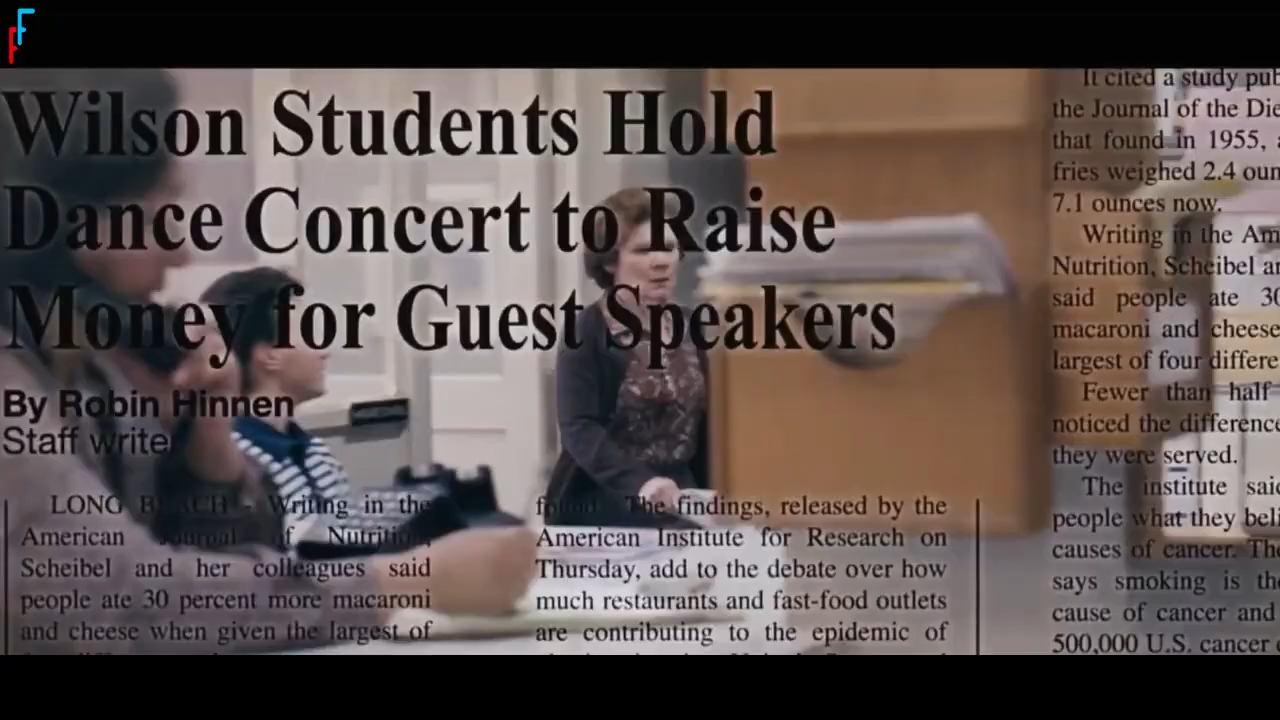 Wilson Students Hold
Dance Concert to Raise
Money for Guest Speakers
By Robin Hinnen
Staff write
LONG BEACH - Writing in the
American Journal of Nutrition,
Scheibel and her colleagues said
people ate 30 percent more macaroni
and cheese when given the largest of
The findings, released by the
American Institute for Research on
Thursday, add to the debate over how
much restaurants and fast-food outlets
are contributing to the epidemic of
It cited a study pub
the Journal of the Die
that found in 1955, a
fries weighed 2.4 oun
7.1 ounces now.
Writing in the Am
Nutrition, Scheibel an
said people ate 30
macaroni and cheese
largest of four differe
Fewer than half
noticed the difference
they were served.
The institute said
people what they beli
causes of cancer. The
says smoking is the
cause of cancer and
500,000 U.S. cancer